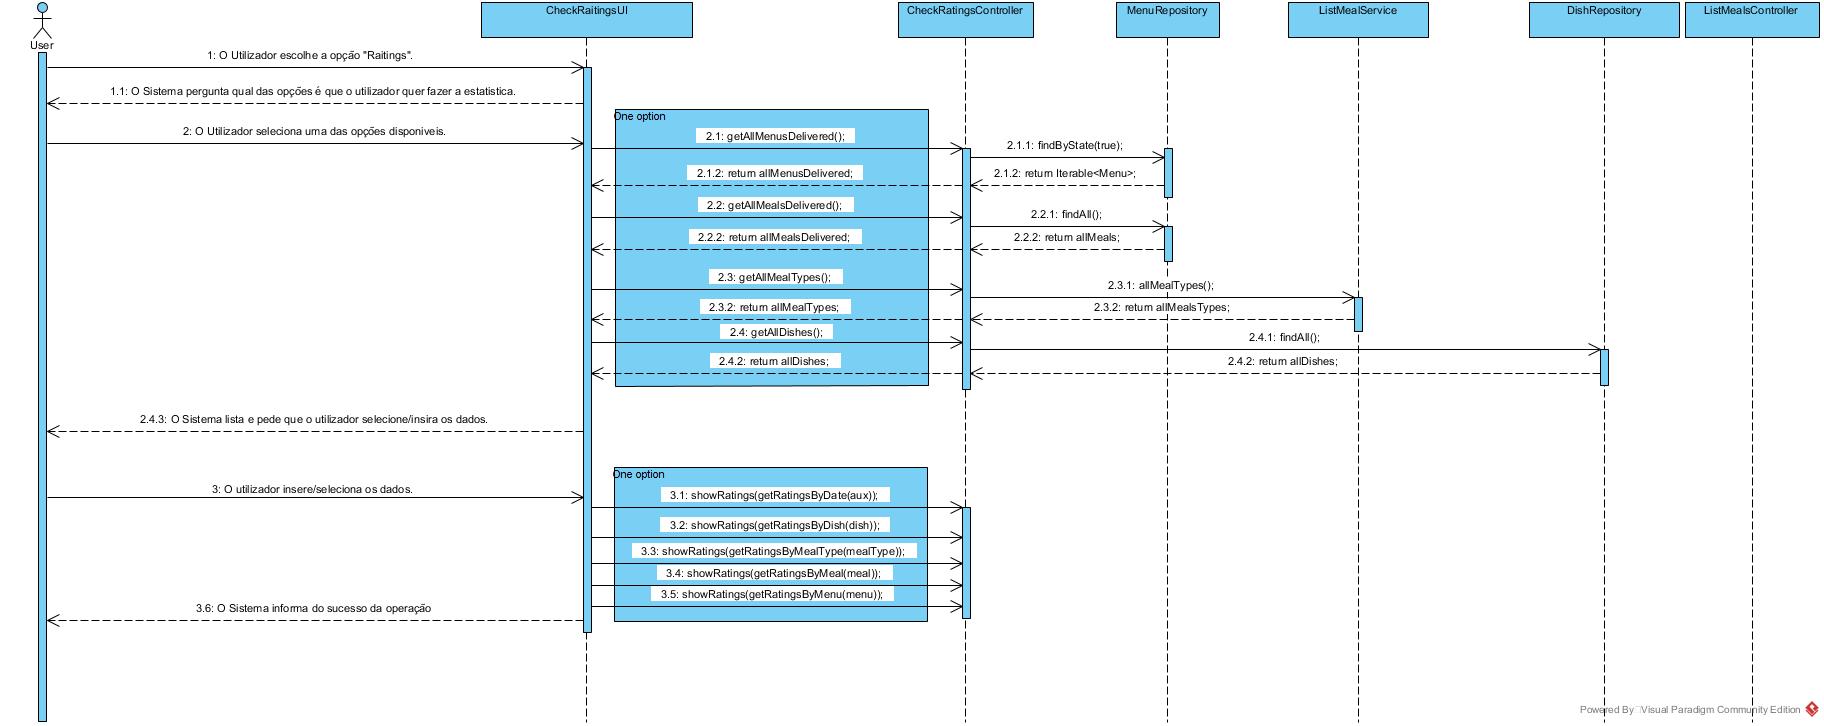 User
CheckRaitingsUI
CheckRatingsController
MenuRepository
ListMealService
DishRepository
ListMealsController
1: O Utilizador escolhe a opção "Raitings".
1.1: O Sistema pergunta qual das opções é que o utilizador quer fazer a estatistica.
One option
2: O Utilizador seleciona uma das opções disponiveis.
2.1: getAllMenusDelivered();
2.1.1: findByState(true);
2.1.2: return allMenusDelivered;
2.1.2: return Iterable<Menu>;
2.2: getAllMealsDelivered();
2.2.1: findAll();
2.2.2: return allMealsDelivered;
2.2.2: return allMeals;
2.3: getAllMealTypes();
2.3.1: allMealTypes();
2.3.2: return allMealTypes;
2.3.2: return allMealsTypes;
2.4: getAllDishes();
2.4.1: findAll();
2.4.2: return allDishes;
2.4.2: return allDishes;
2.4.3: O Sistema lista e pede que o utilizador selecione/insira os dados.
One option
3: O utilizador insere/seleciona os dados.
3.1: showRatings(getRatingsByDate(aux));
3.2: showRatings(getRatingsByDish(dish));
3.3: showRatings(getRatingsByMealType(mealType));
3.4: showRatings(getRatingsByMeal(meal));
3.5: showRatings(getRatingsByMenu(menu));
3.6: O Sistema informa do sucesso da operação
Powered By Visual Paradigm Community Edition